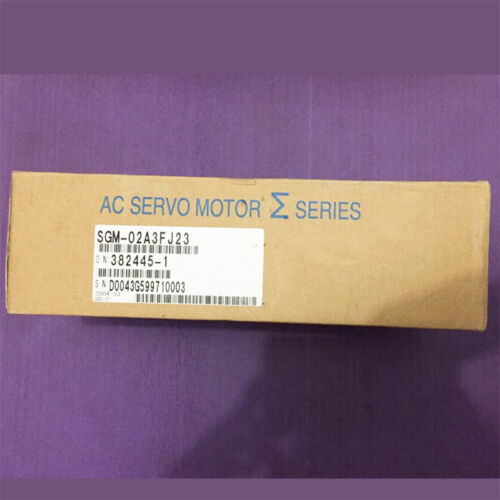 AC SERVO MOTOR Σ SERIES
SGM-02A3FJ23
O N 382445-1
S N D0043G599710003